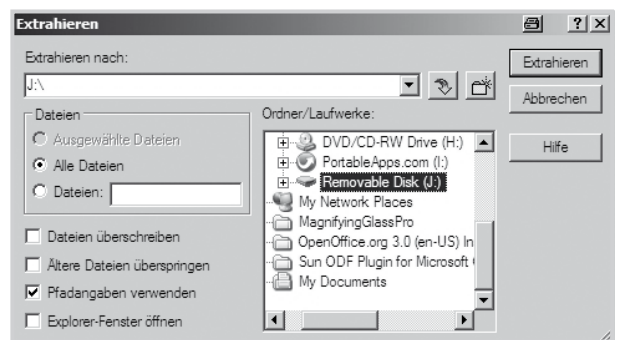 Extrahieren
Extrahieren nach:
J:\
Extrahieren
Abbrechen
Hilfe
Dateien
Ausgewählte Dateien
Alle Dateien
Dateien:
Dateien überschreiben
Ältere Dateien überspringen
Pfadangaben verwenden
Explorer-Fenster öffnen
Ordner/Laufwerke:
DVD/CD-RW Drive (H:)
PortableApps.com (I:)
Removable Disk (J:)
My Network Places
MagnifyingGlassPro
OpenOffice.org 3.0 (en-US) In
Sun ODF Plugin for Microsoft
My Documents